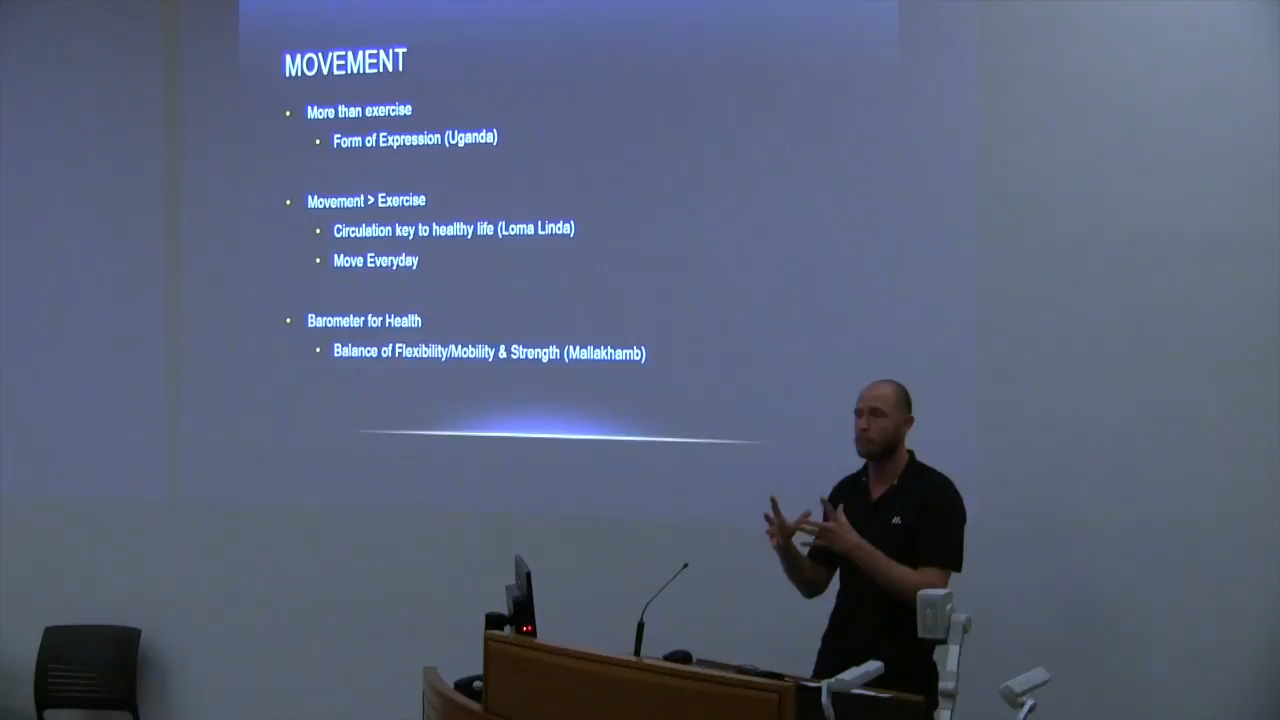 MOVEMENT
• More than exercise
• Form of Expression (Uganda)
• Movement > Exercise
• Circulation key to healthy life (Loma Linda)
• Move Everyday
• Barometer for Health
• Balance of Flexibility/Mobility & Strength (Mallakhamb)